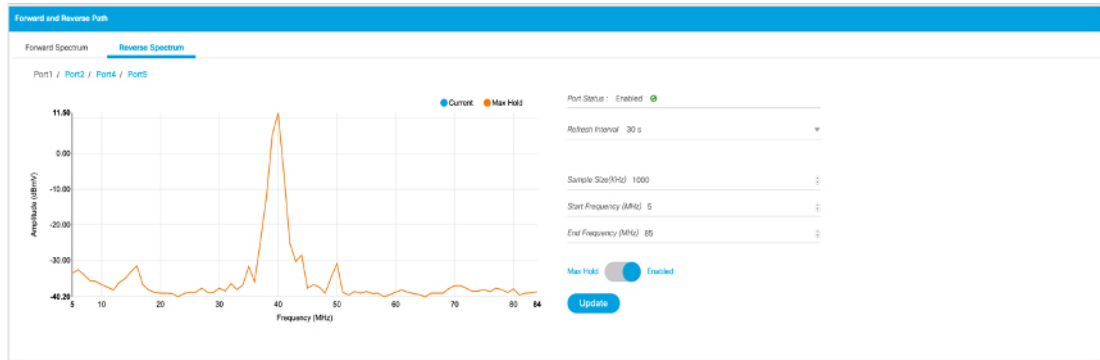 Forward and Reverse Path
Forward Spectrum Reverse Spectrum
Port1 / Port2 / Port4 / Port5
Current Max Hold
11.50
0.00
-10.00
-20.00
-30.00
-40.20
Amplitude (dBmV)
5 10 20 30 40 50 60 70 80 84
Frequency (MHz)
Port Status : Enabled
Refresh Interval 30 s
Sample Size(KHz) 1000
Start Frequency (MHz) 5
End Frequency (MHz) 85
Max Hold Enabled
Update